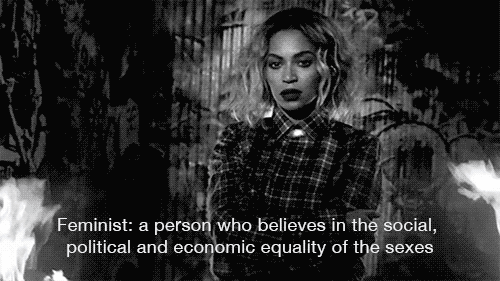 Feminist: a person who believes in the social,
political and economic equality of the sexes